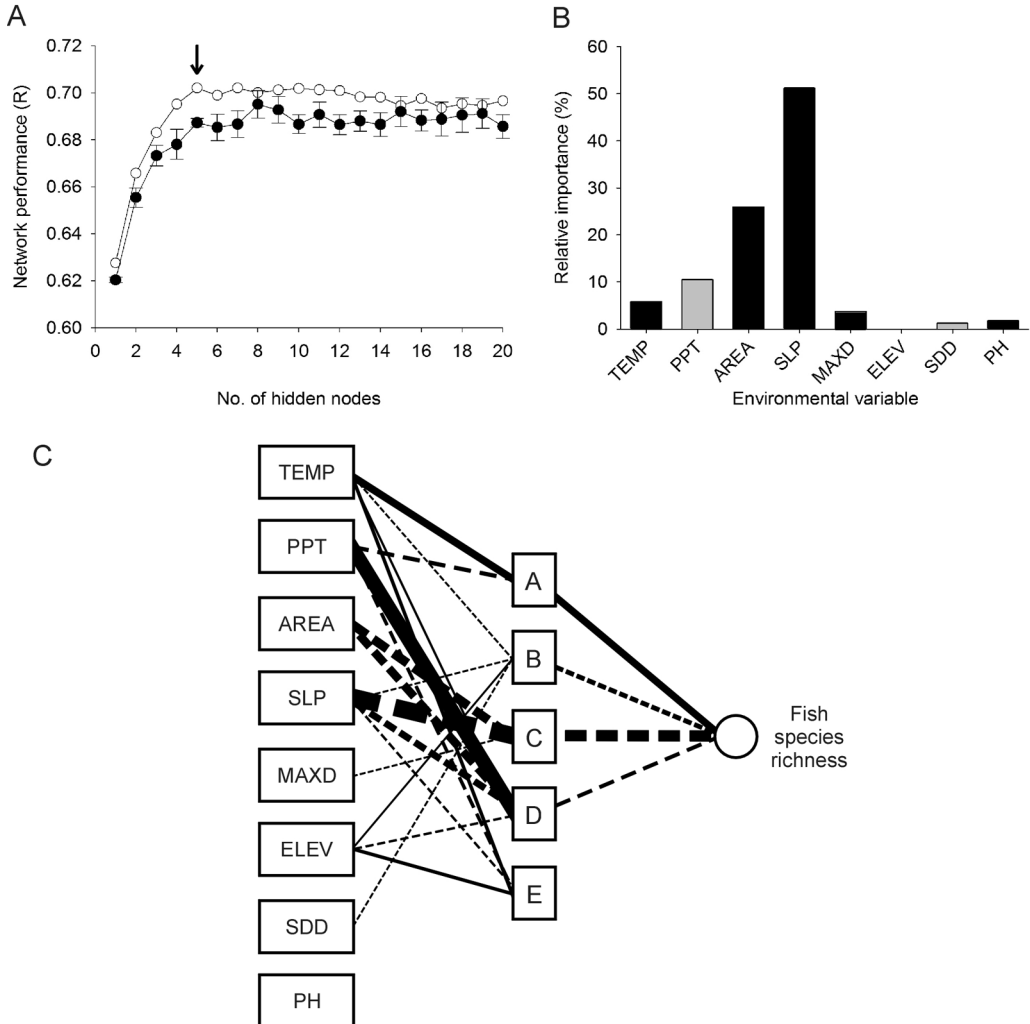 A
Network performance (R)
0.72
0.70
0.68
0.66
0.64
0.62
0.60
0 2 4 6 8 10 12 14 16 18 20
No. of hidden nodes
B
Relative importance (%)
60
50
40
30
20
10
0
TEMP PPT AREA SLP MAXD ELEV SDD PH
Environmental variable
C
TEMP
PPT
AREA
SLP
MAXD
ELEV
SDD
PH
A
B
C
D
E
Fish
species
richness